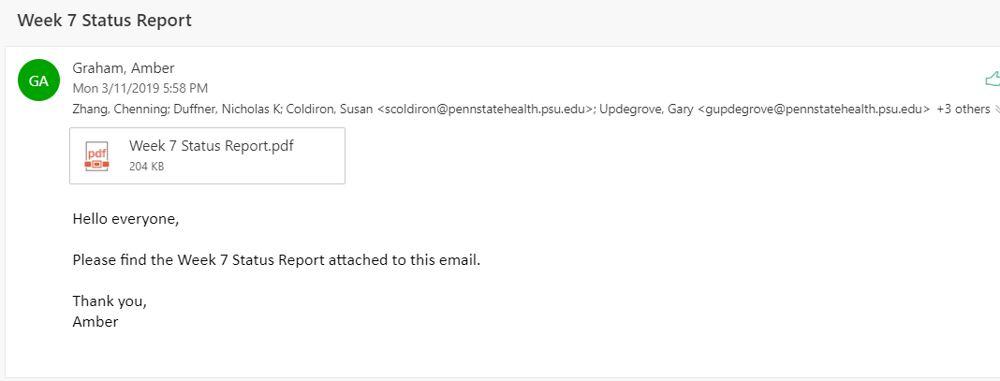 Week 7 Status Report
GA
Graham, Amber
Mon 3/11/2019 5:58 PM
Zhang, Chenning; Duffner, Nicholas K; Coldiron, Susan <scoldiron@pennstatehealth.psu.edu>; Updegrove, Gary <gupdegrove@pennstatehealth.psu.edu> +3 others
pdf
Week 7 Status Report.pdf
204 KB
Hello everyone,
Please find the Week 7 Status Report attached to this email.
Thank you,
Amber